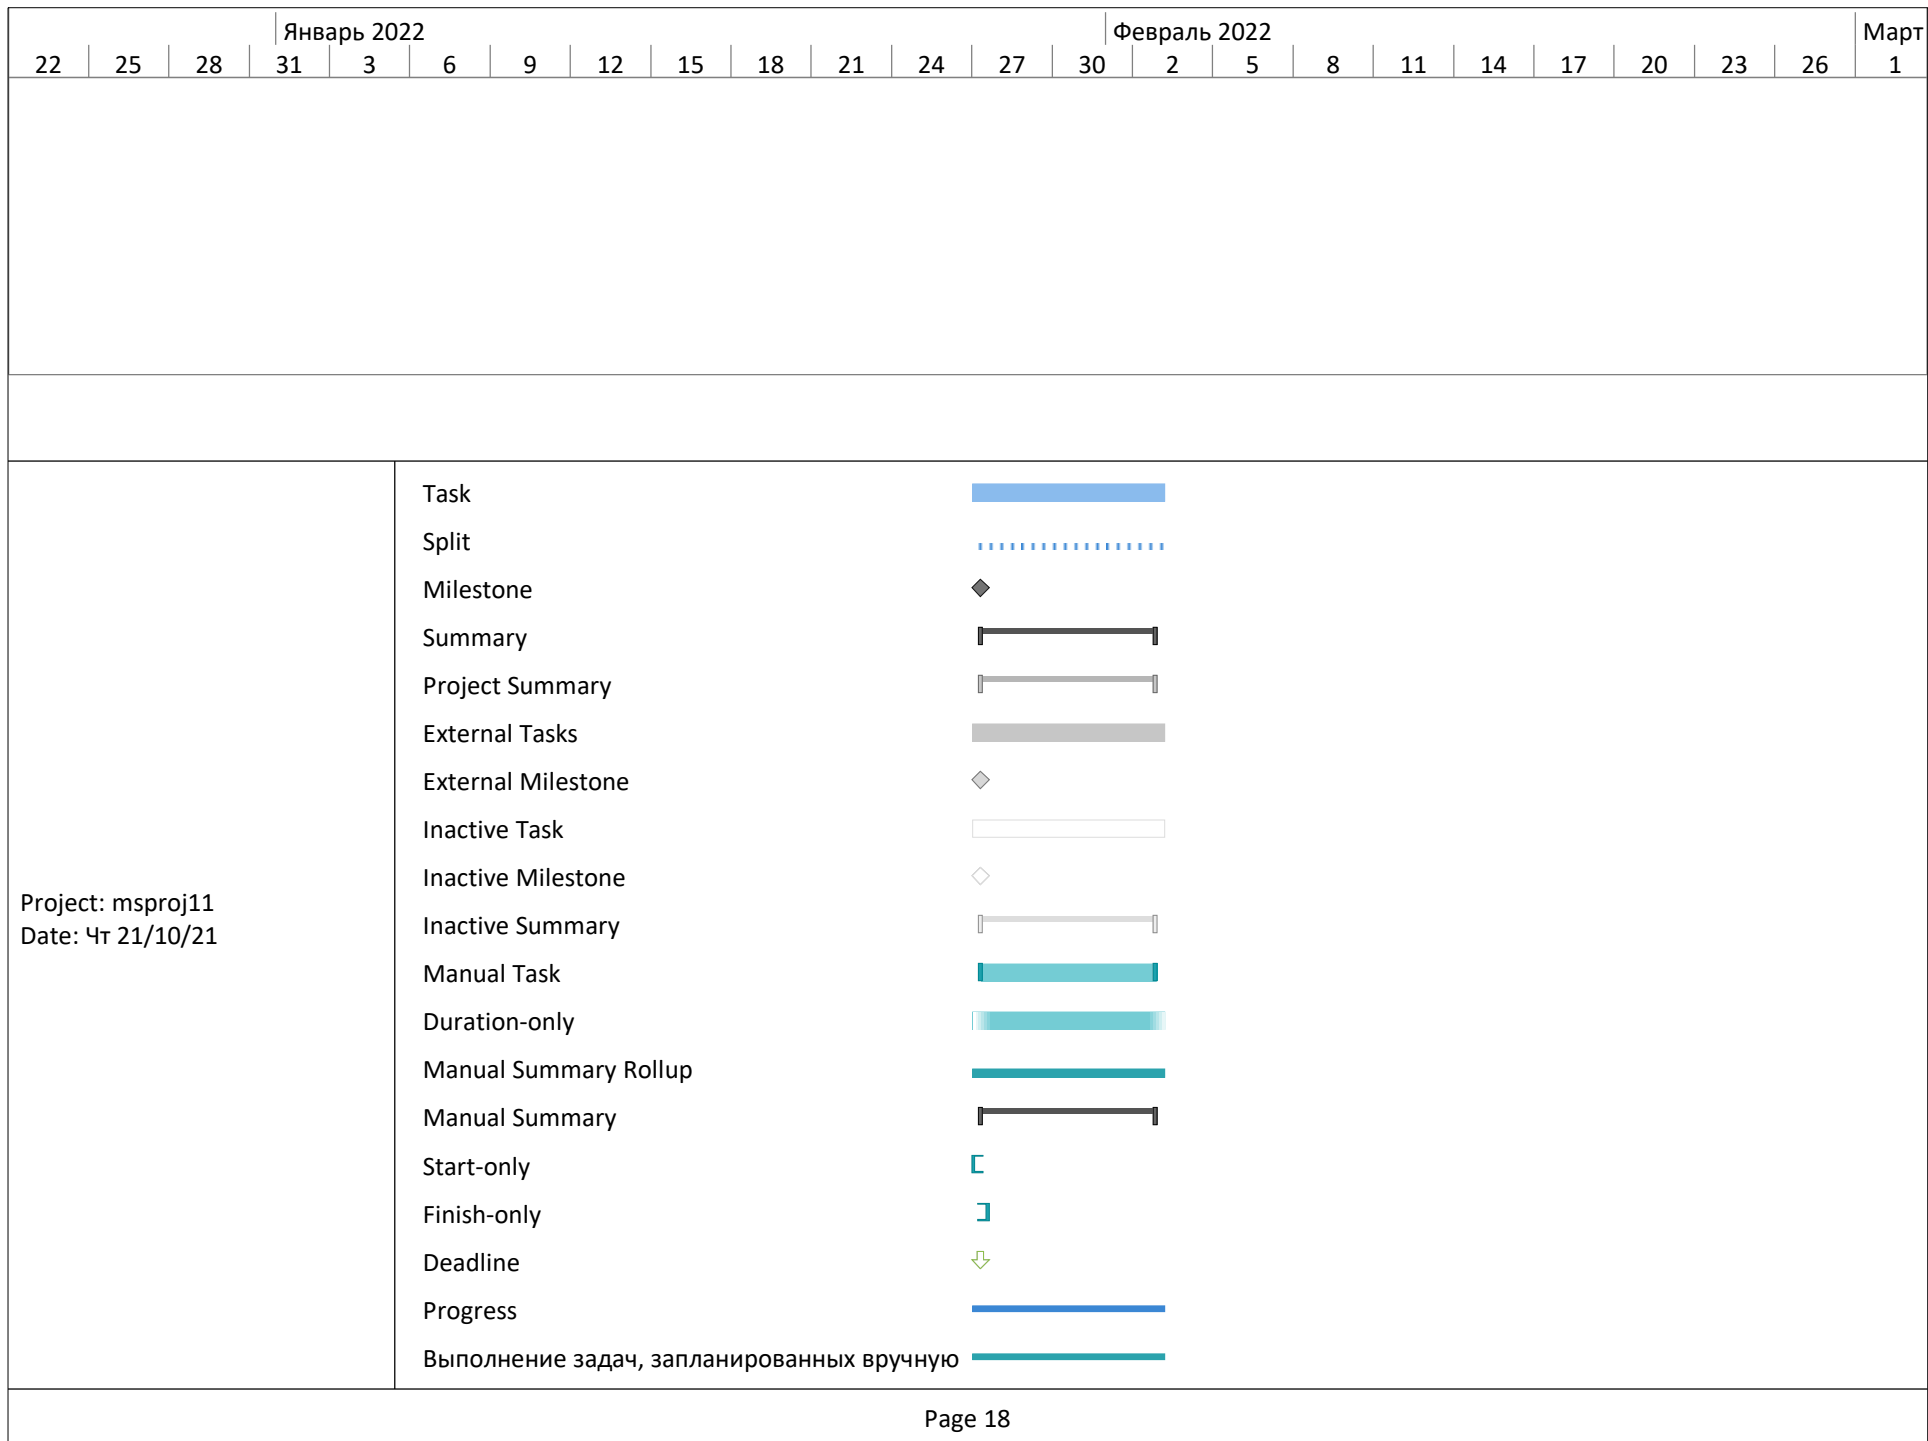 Январь 2022 Февраль 2022 Март
22 25 28 31 3 6 9 12 15 18 21 24 27 30 2 5 8 11 14 17 20 23 26 1
Task
Split
Milestone
Summary
Project Summary
External Tasks
External Milestone
Inactive Task
Inactive Milestone
Project: msproj11
Date: Чт 21/10/21
Inactive Summary
Manual Task
Duration-only
Manual Summary Rollup
Manual Summary
Start-only
Finish-only
Deadline
Progress
Выполнение задач, запланированных вручную
Page 18